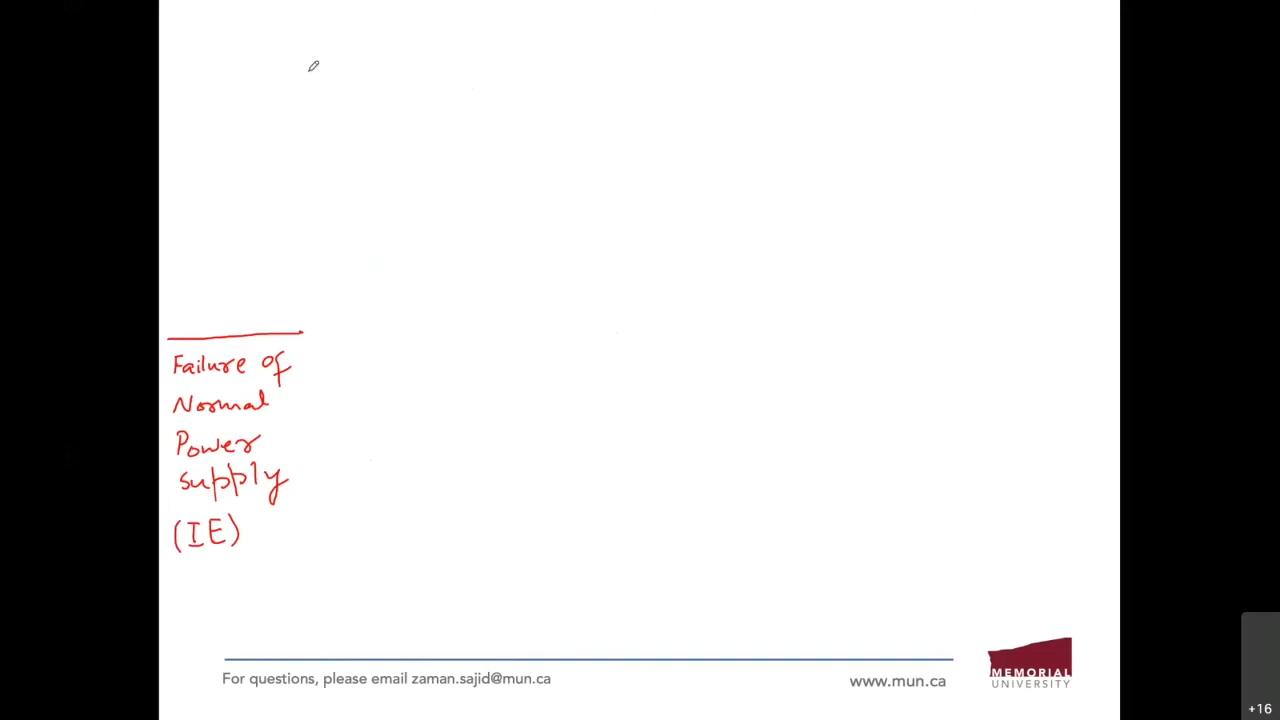 Failure of
Normal
Power
supply
(IE)
For questions, please email zaman.sajid@mun.ca
www.mun.ca
MEMORIAL
UNIVERSITY
+16